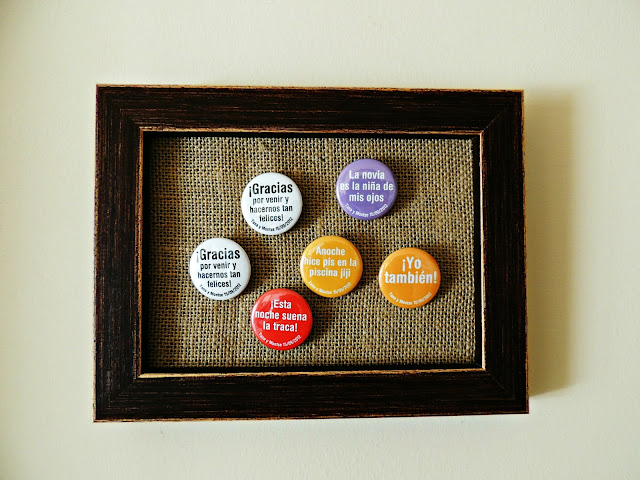 ¡Gracias
por venir y
hacernos tan
felices!
La novia
es la niña de
mis ojos
¡Gracias
por venir y
hacernos tan
felices!
Anoche
hice pis en la
piscina jiji
¡Yo
también!
¡Esta
noche suena
la traca!